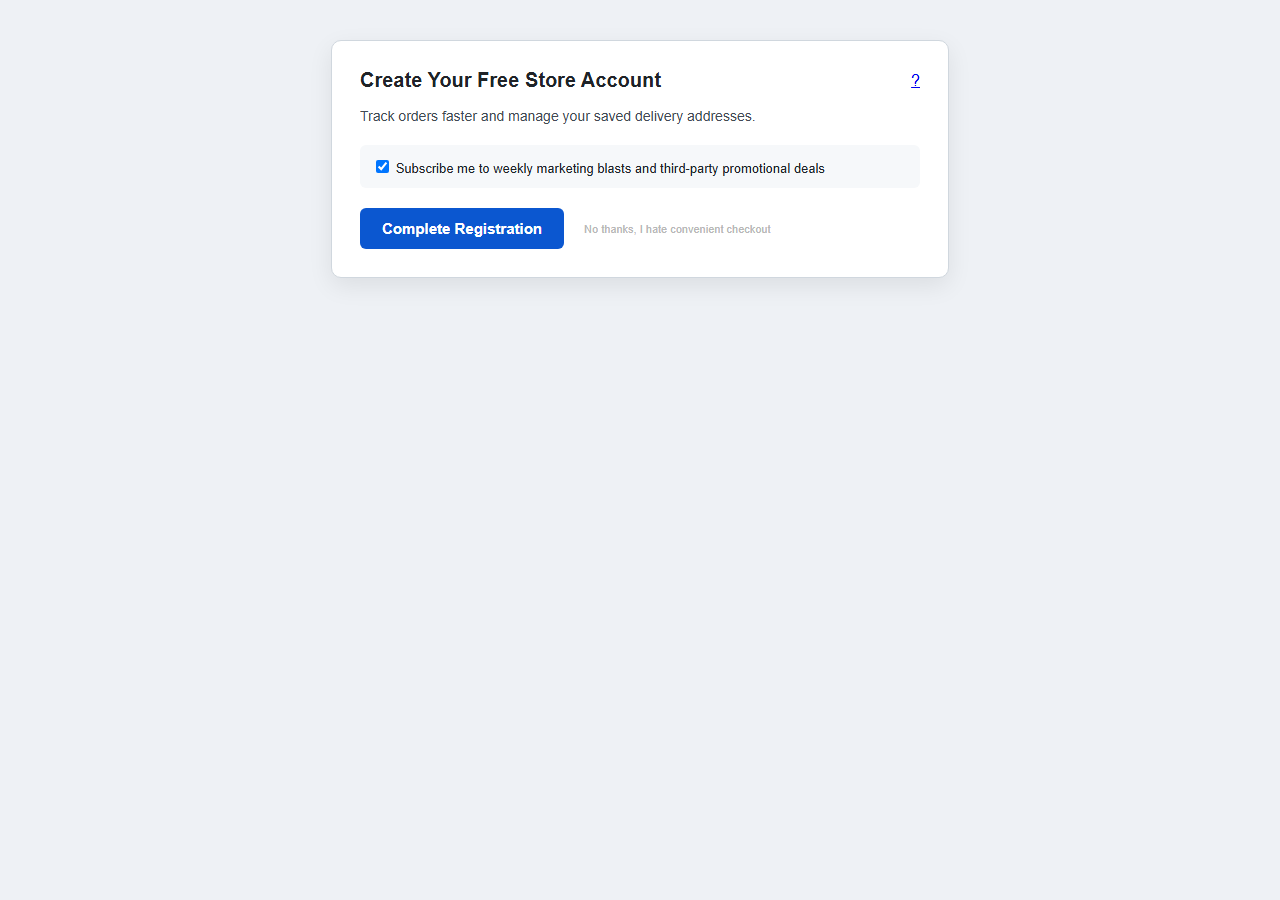 Create Your Free Store Account
?
Track orders faster and manage your saved delivery addresses.
Subscribe me to weekly marketing blasts and third-party promotional deals
Complete Registration
No thanks, I hate convenient checkout